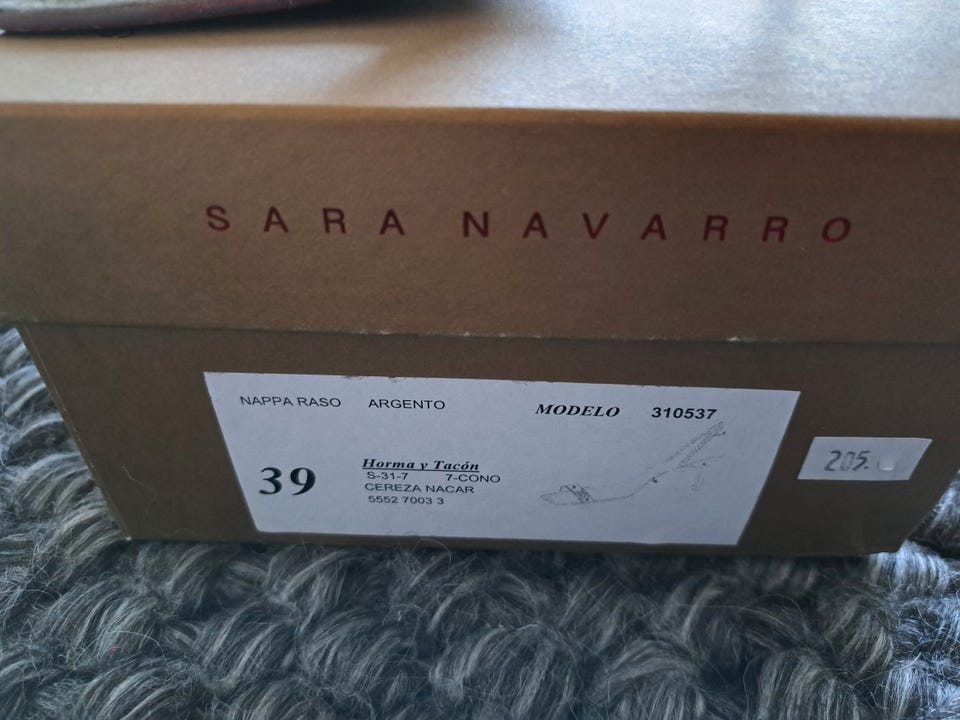 SARA NAVARRO
NAPPA RASO ARGENTO MODELO 310537
39
Horma y Tacón
S-31-7 7-CONO
CEREZA NACAR
5552 7003 3
205.